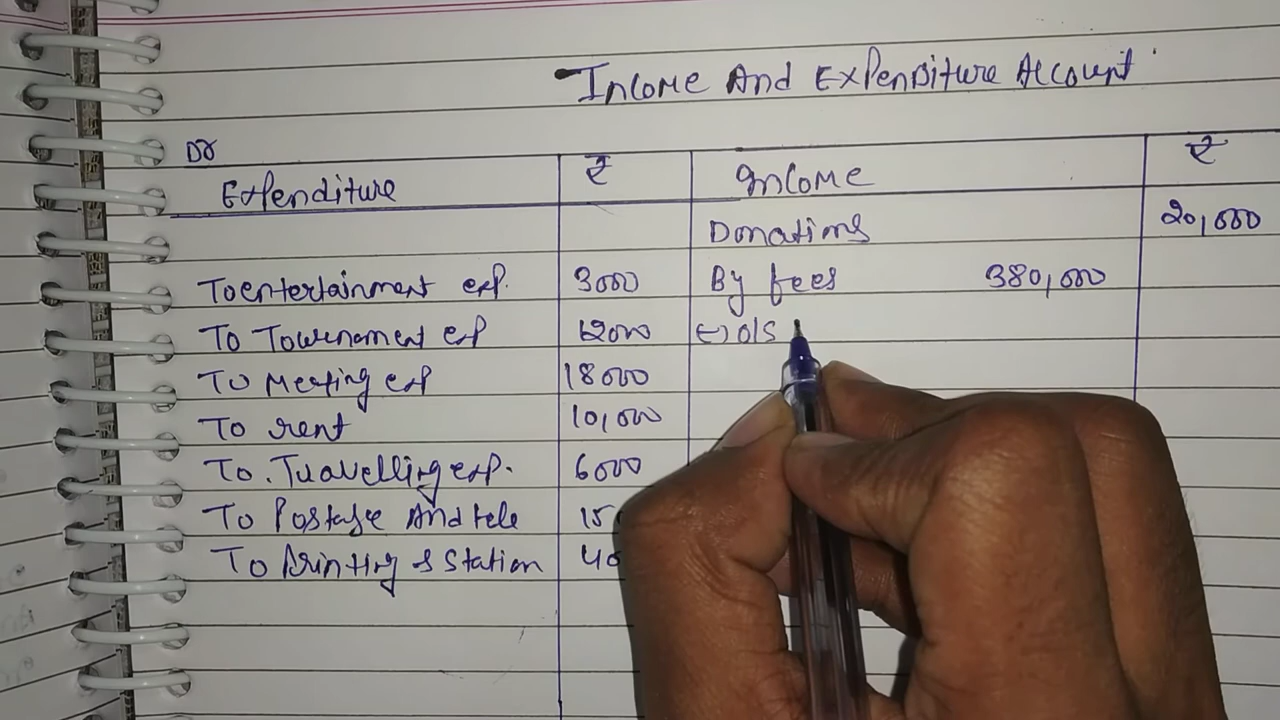 Income And Expenditure Account
Dr
Expenditure ₹ Income ₹
Donations 20,000
To entertainment exp. 3000 By fees 380,000
To Tournament exp 12000 (-) o/s
To Meeting exp 18000
To rent 10,000
To. Travelling exp. 6000
To Postage And tele 15
To Printing & Station 40